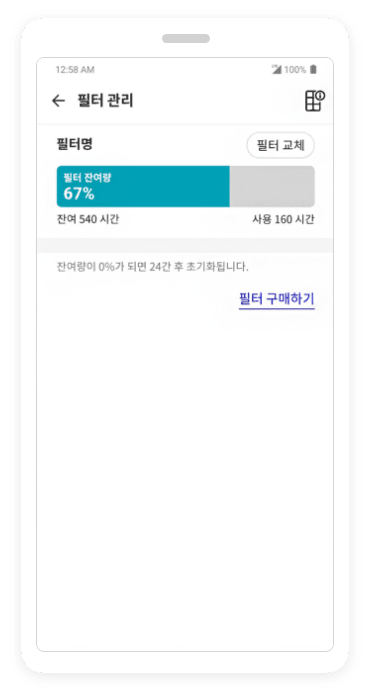 12:58 AM 100%
필터 관리
필터명 필터 교체
필터 잔여량
67%
잔여 540 시간 사용 160 시간
잔여량이 0%가 되면 24간 후 초기화됩니다.
필터 구매하기